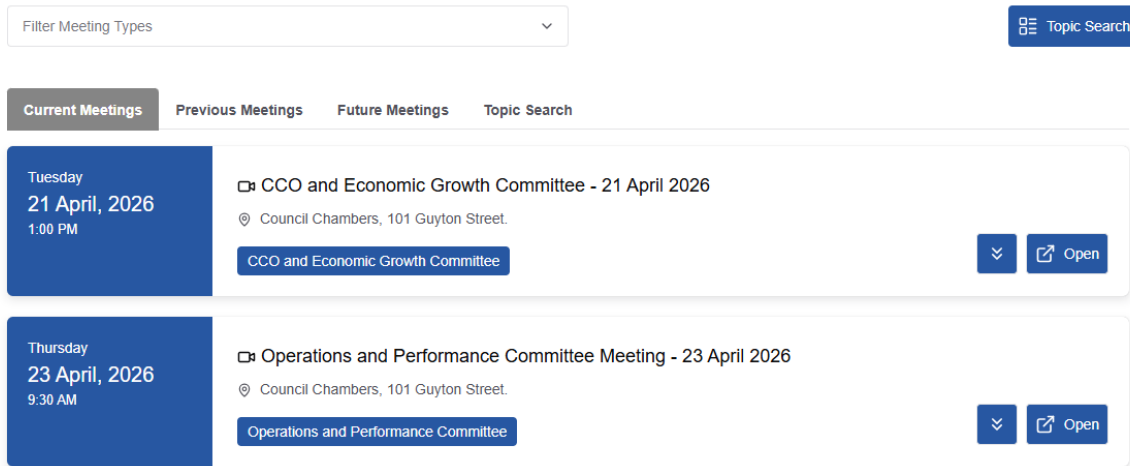 Filter Meeting Types
Topic Search
Current Meetings Previous Meetings Future Meetings Topic Search
Tuesday
21 April, 2026
1:00 PM
CCO and Economic Growth Committee - 21 April 2026
Council Chambers, 101 Guyton Street.
CCO and Economic Growth Committee
Open
Thursday
23 April, 2026
9:30 AM
Operations and Performance Committee Meeting - 23 April 2026
Council Chambers, 101 Guyton Street.
Operations and Performance Committee
Open